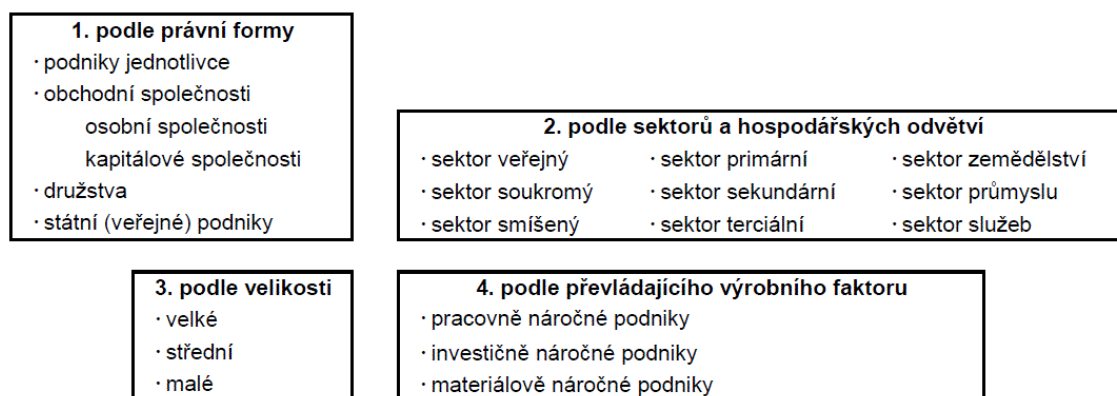 1. podle právní formy
· podniky jednotlivce
· obchodní společnosti
osobní společnosti
kapitálové společnosti
· družstva
· státní (veřejné) podniky
2. podle sektorů a hospodářských odvětví
· sektor veřejný · sektor primární · sektor zemědělství
· sektor soukromý · sektor sekundární · sektor průmyslu
· sektor smíšený · sektor terciální · sektor služeb
3. podle velikosti
· velké
· střední
· malé
4. podle převládajícího výrobního faktoru
· pracovně náročné podniky
· investičně náročné podniky
· materiálově náročné podniky